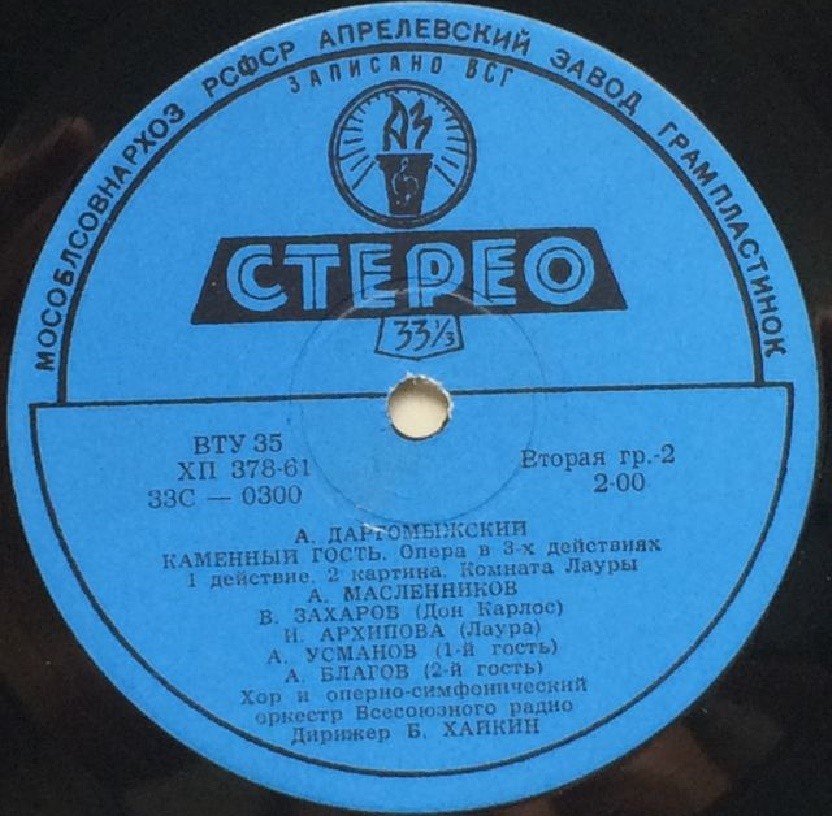 МОСОБЛСОВНАРХОЗ РСФСР АПРЕЛЕВСКИЙ ЗАВОД ГРАМПЛАСТИНОК
ЗАПИСАНО ВСГ
АЗ
СТЕРЕО
33⅓
ВТУ 35
ХП 378-61
33С — 0300
Вторая гр.-2
2-00
А. ДАРГОМЫЖСКИЙ
КАМЕННЫЙ ГОСТЬ. Опера в 3-х действиях
1 действие. 2 картина. Комната Лауры
А. МАСЛЕННИКОВ
В. ЗАХАРОВ (Дон Карлос)
И. АРХИПОВА (Лаура)
А. УСМАНОВ (1-й гость)
А. БЛАГОВ (2-й гость)
Хор и оперно-симфонический
оркестр Всесоюзного радио
Дирижер Б. ХАЙКИН